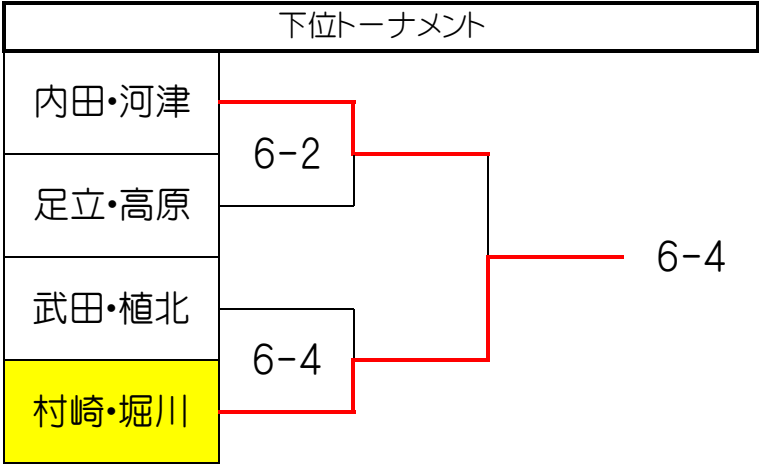 下位トーナメント
内田・河津
6-2
足立・高原
6-4
武田・植北
6-4
村崎・堀川